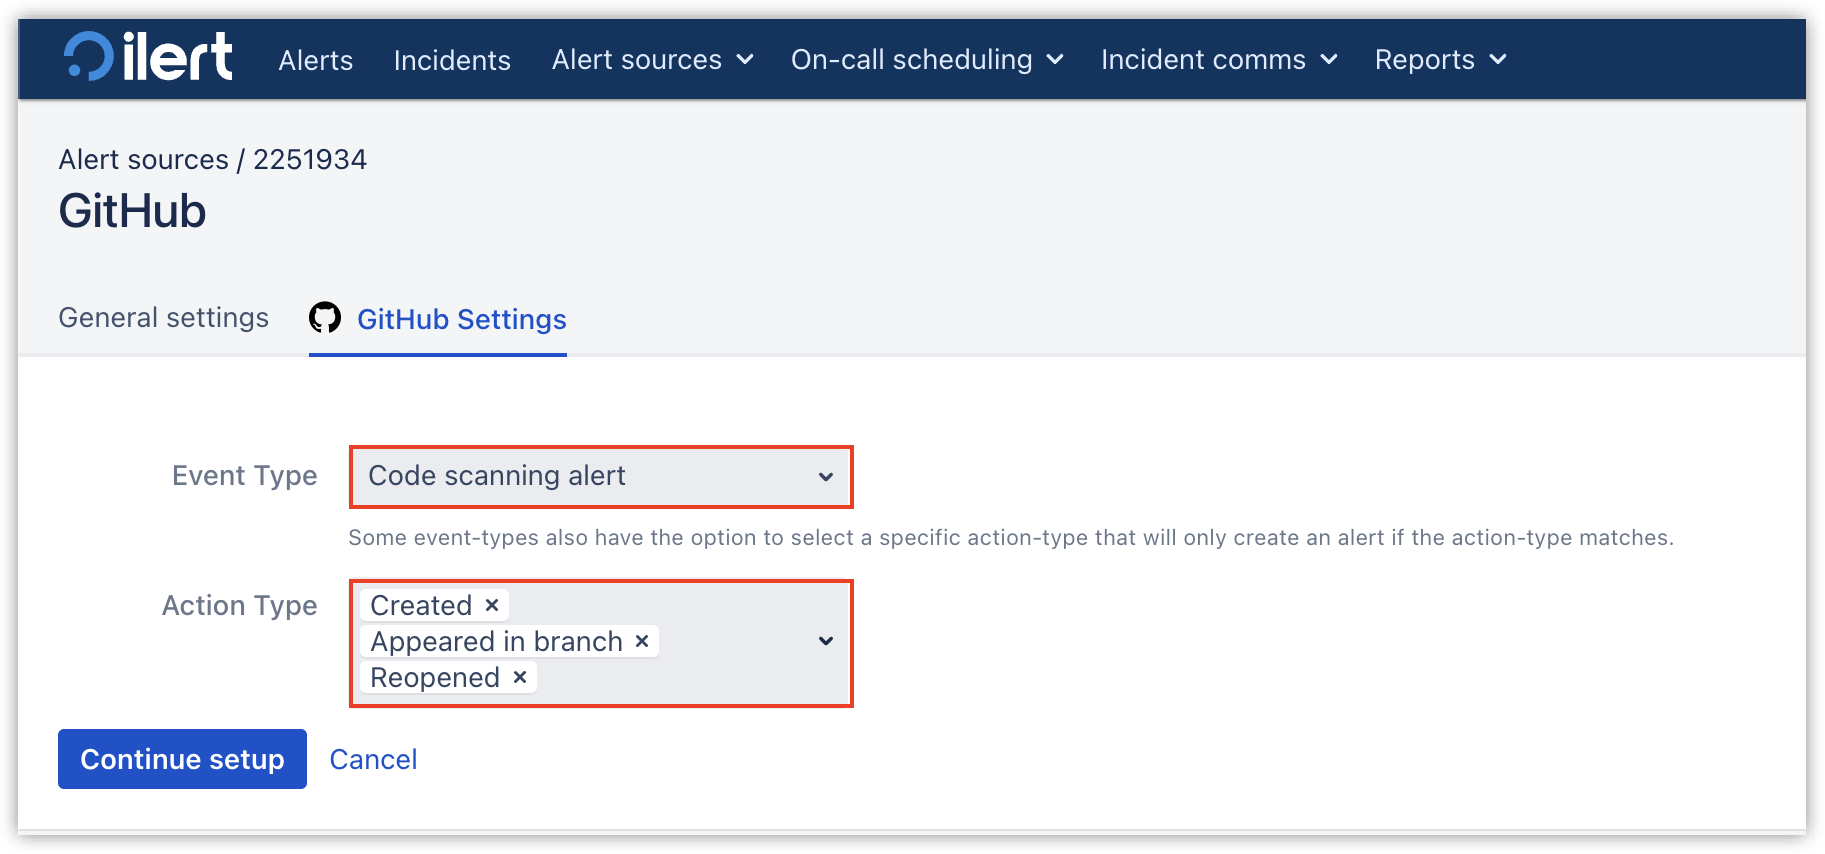 ilert Alerts Incidents Alert sources On-call scheduling Incident comms Reports
Alert sources / 2251934
GitHub
General settings GitHub Settings
Event Type Code scanning alert
Some event-types also have the option to select a specific action-type that will only create an alert if the action-type matches.
Action Type Created ×
Appeared in branch ×
Reopened ×
Continue setup Cancel